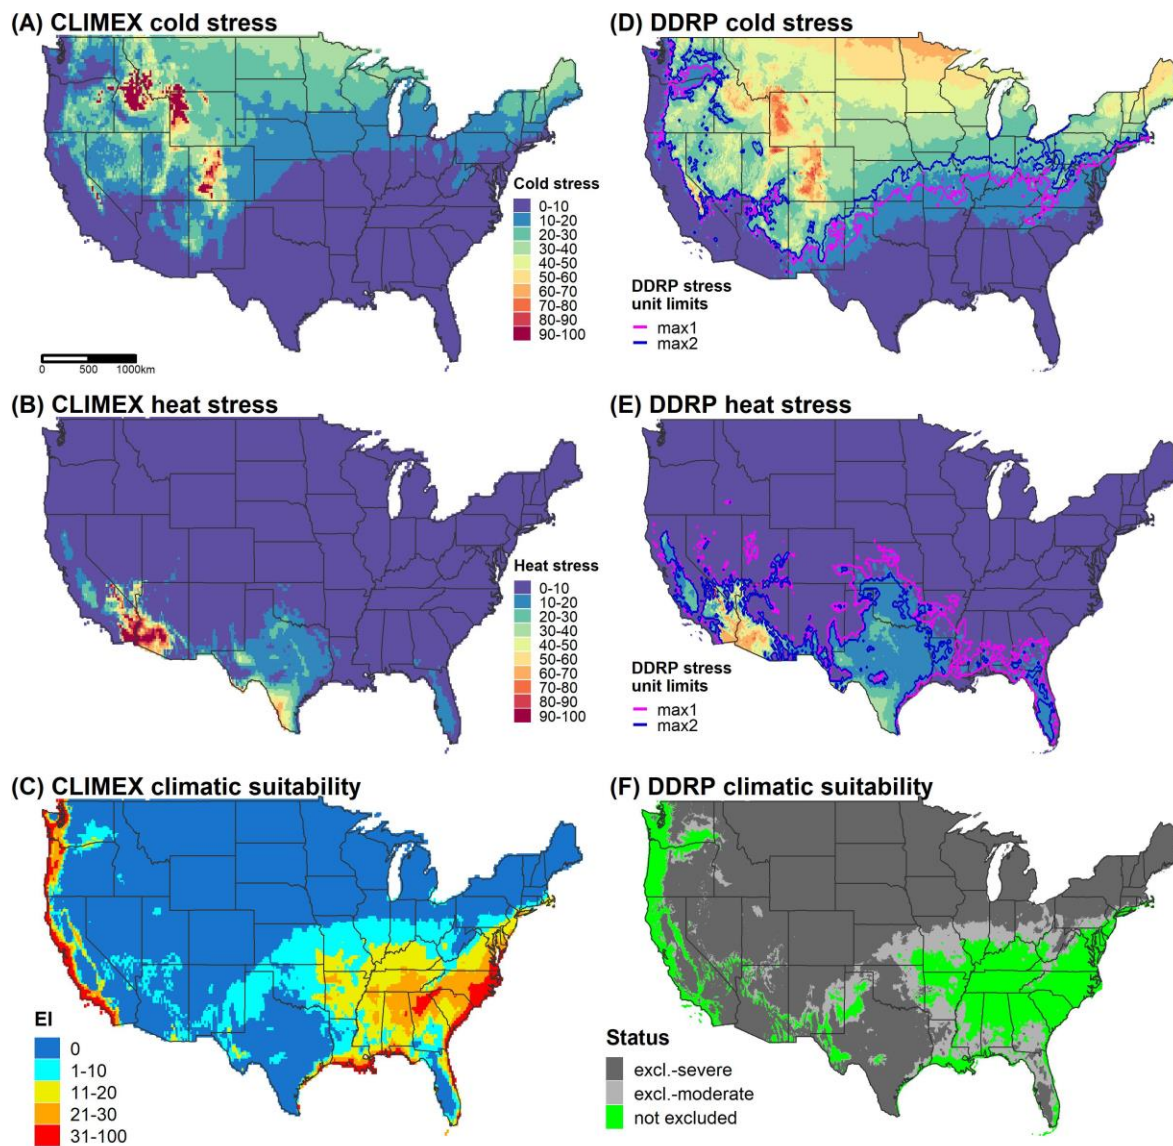 (A) CLIMEX cold stress
Cold stress
0-10
10-20
20-30
30-40
40-50
50-60
60-70
70-80
80-90
90-100
0 500 1000km
(D) DDRP cold stress
DDRP stress
unit limits
max1
max2
(B) CLIMEX heat stress
Heat stress
0-10
10-20
20-30
30-40
40-50
50-60
60-70
70-80
80-90
90-100
(E) DDRP heat stress
DDRP stress
unit limits
max1
max2
(C) CLIMEX climatic suitability
EI
0
1-10
11-20
21-30
31-100
(F) DDRP climatic suitability
Status
excl.-severe
excl.-moderate
not excluded